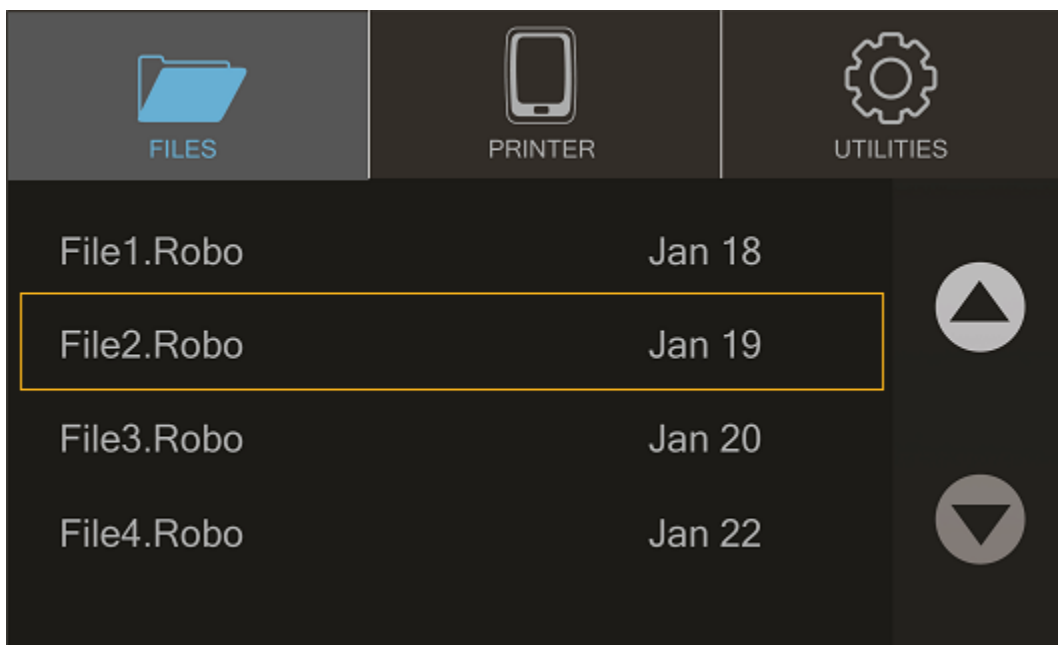 FILES PRINTER UTILITIES
File1.Robo Jan 18
File2.Robo Jan 19
File3.Robo Jan 20
File4.Robo Jan 22